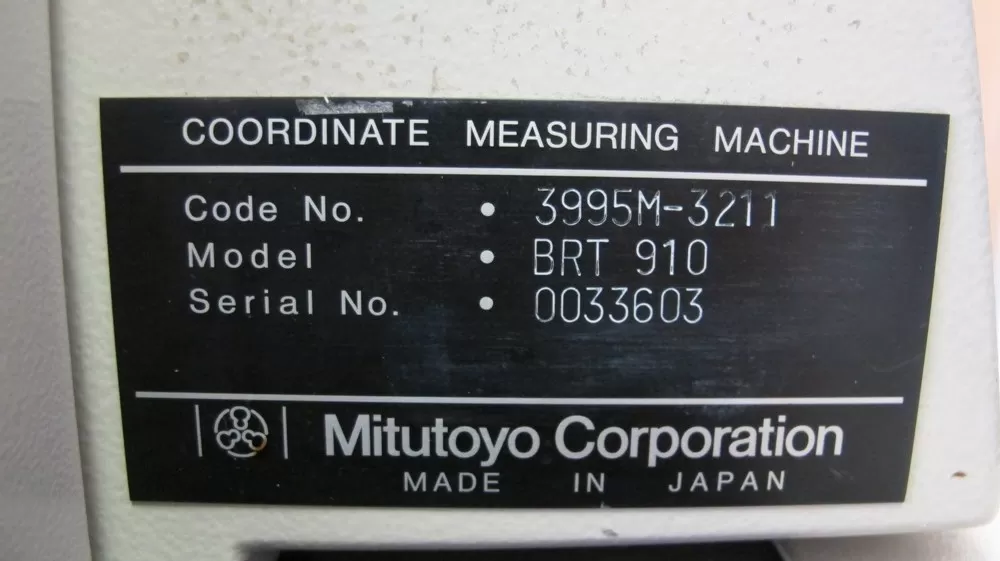 COORDINATE MEASURING MACHINE
Code No. • 3995M-3211
Model • BRT 910
Serial No. • 0033603
Mitutoyo Corporation
MADE IN JAPAN